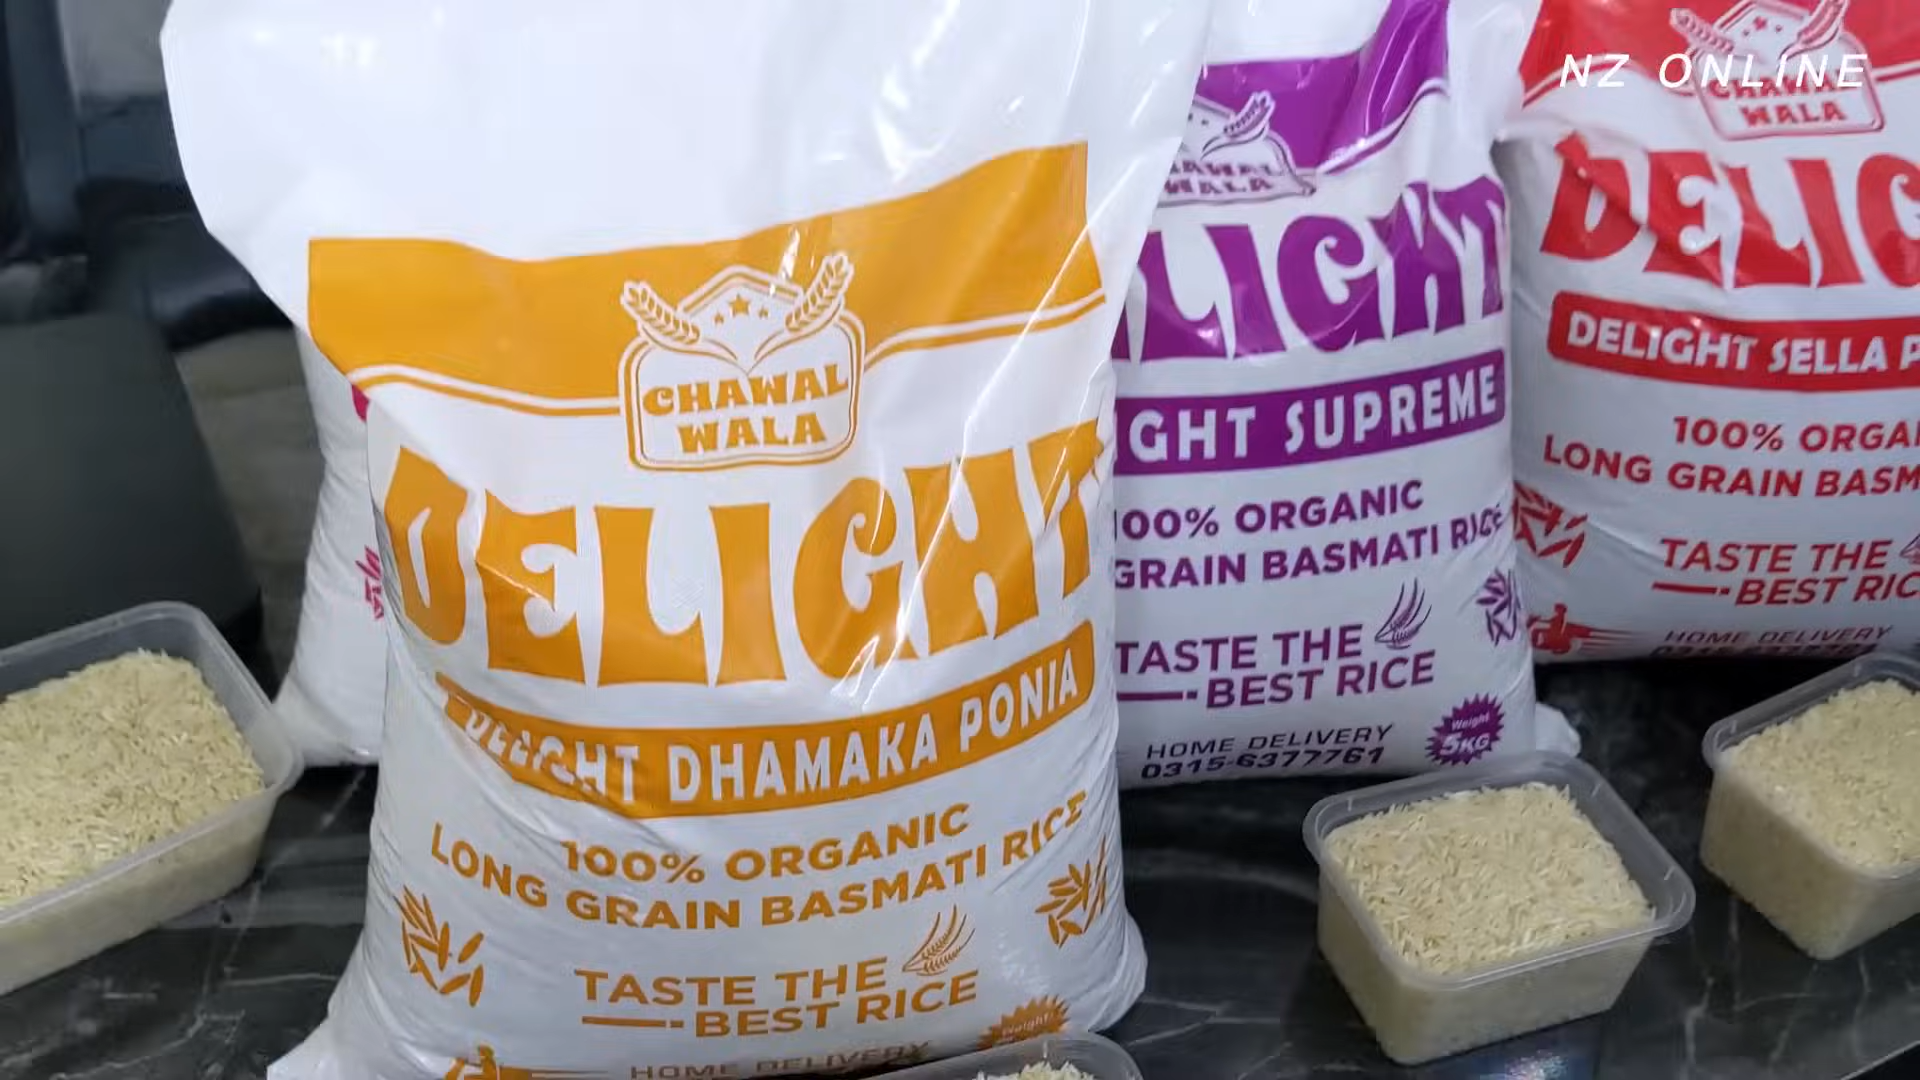 NZ ONLINE
CHAWAL
WALA
DELIGHT
DELIGHT DHAMAKA PONIA
100% ORGANIC
LONG GRAIN BASMATI RICE
TASTE THE
BEST RICE
Weight
HOME DELIVERY
WALA
LIGHT
GHT SUPREME
100% ORGANIC
GRAIN BASMATI RICE
TASTE THE
BEST RICE
Weight
5KG
HOME DELIVERY
0315-6377761
CHAWAL
WALA
DELIG
DELIGHT SELLA P
100% ORGA
LONG GRAIN BASM
TASTE THE
BEST RIC
HOME DELIVERY